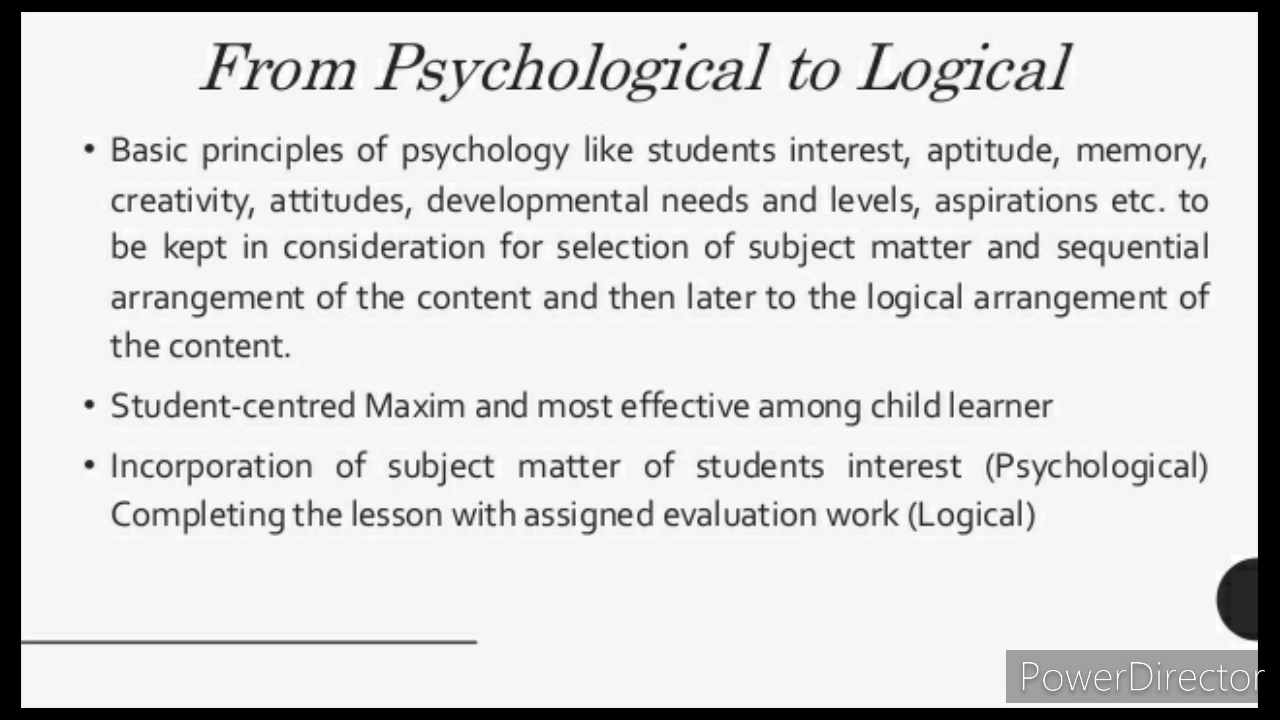 From Psychological to Logical
• Basic principles of psychology like students interest, aptitude, memory,
creativity, attitudes, developmental needs and levels, aspirations etc. to
be kept in consideration for selection of subject matter and sequential
arrangement of the content and then later to the logical arrangement of
the content.
• Student-centred Maxim and most effective among child learner
• Incorporation of subject matter of students interest (Psychological)
Completing the lesson with assigned evaluation work (Logical)
PowerDirector